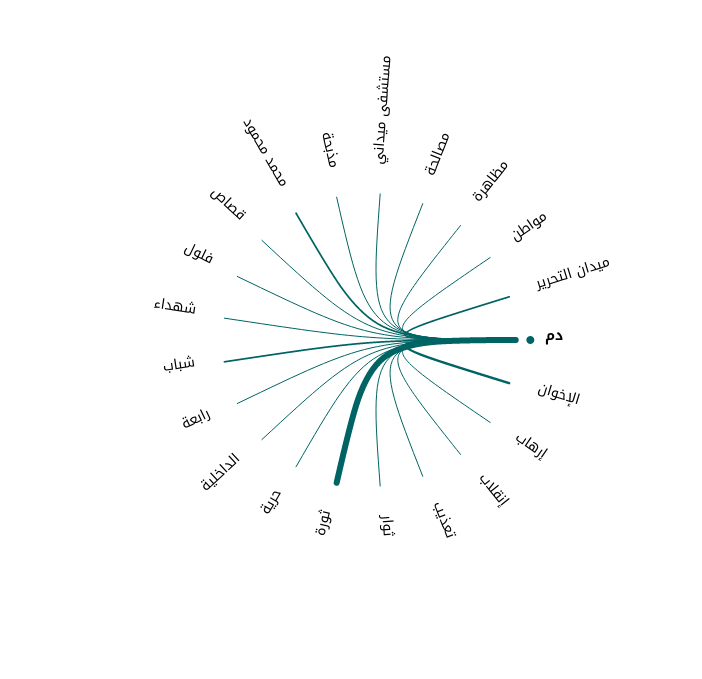 دم
ميدان التحرير
مواطن
مظاهرة
مصالحة
مستشفى ميداني
مذبحة
محمد محمود
قصاص
فلول
شهداء
شباب
رابعة
الداخلية
حرية
ثورة
ثوار
تعذيب
إنقلاب
إرهاب
الإخوان